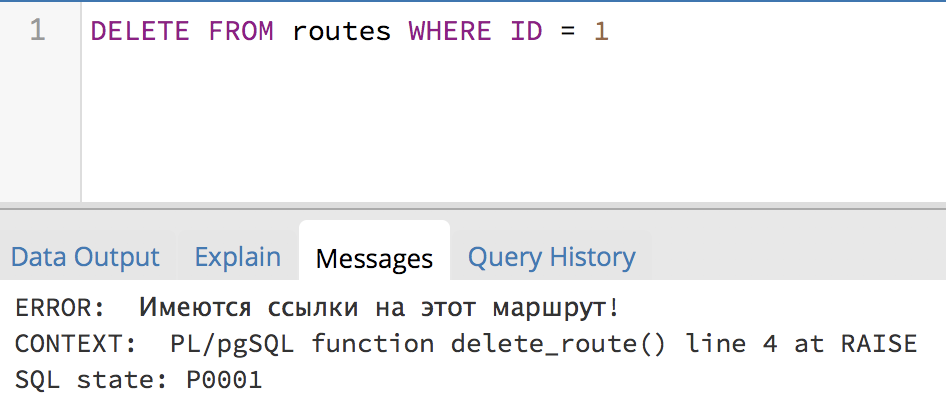 1 DELETE FROM routes WHERE ID = 1
Data Output Explain Messages Query History
ERROR:  Имеются ссылки на этот маршрут!
CONTEXT:  PL/pgSQL function delete_route() line 4 at RAISE
SQL state: P0001